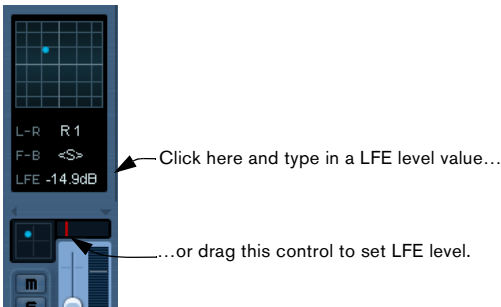 L-R R1
F-B <S>
Click here and type in a LFE level value…
LFE -14.9dB
…or drag this control to set LFE level.
m